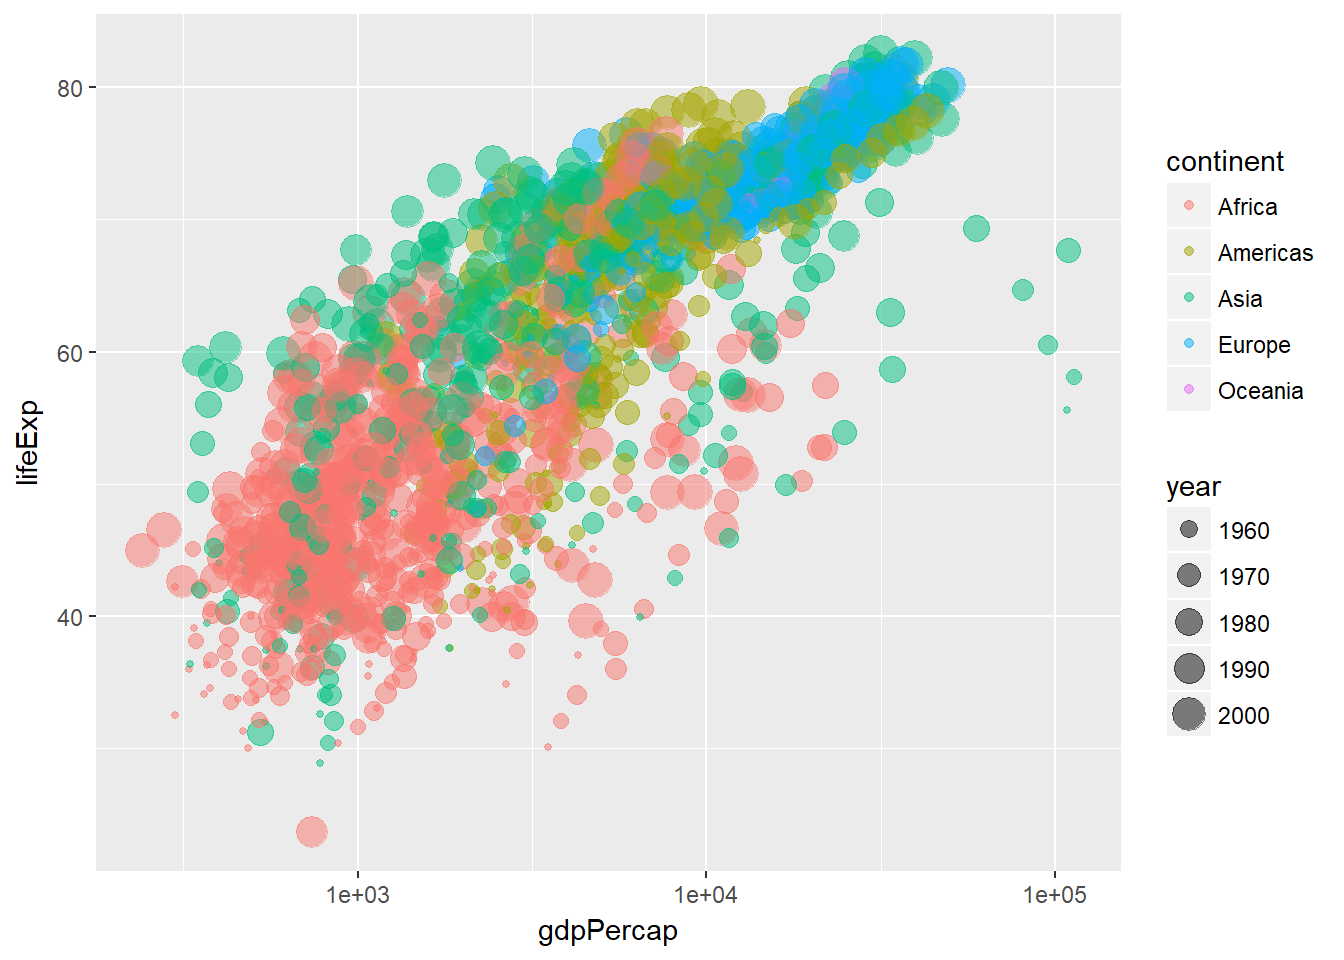 80
60
40
lifeExp
1e+03
1e+04
1e+05
gdpPercap
continent
Africa
Americas
Asia
Europe
Oceania
year
1960
1970
1980
1990
2000